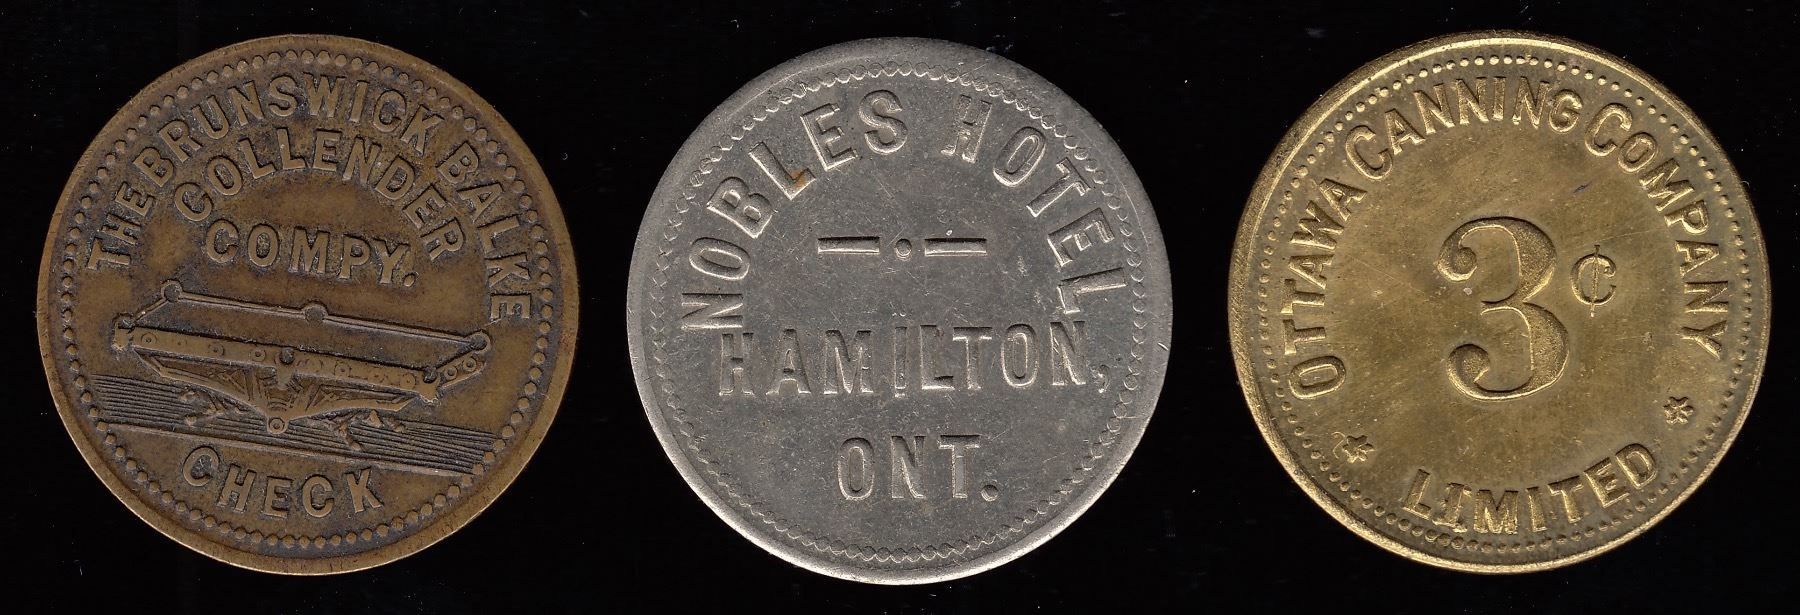 THE BRUNSWICK BALKE
COLLENDER
COMPY.
CHECK
NOBLES HOTEL
HAMILTON,
ONT.
OTTAWA CANNING COMPANY
3¢
LIMITED